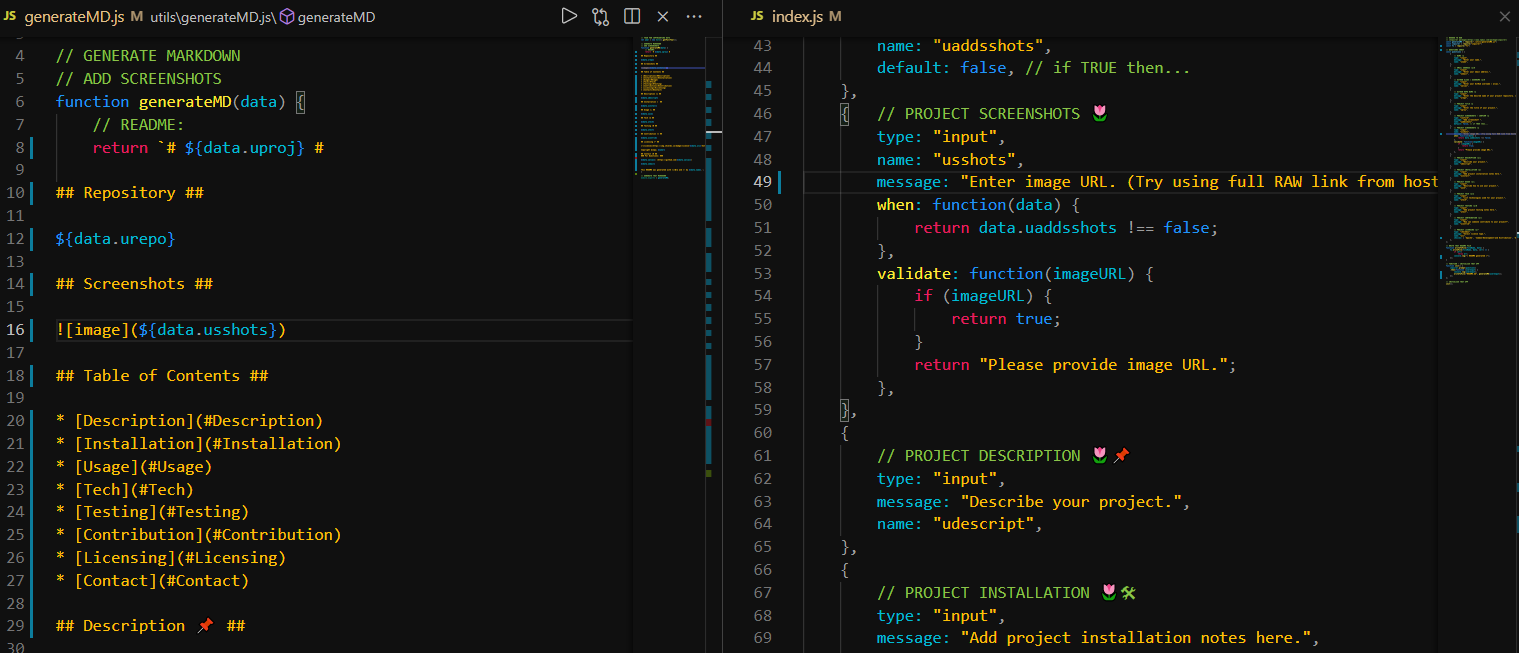 JS generateMD.js M utils\generateMD.js\ generateMD
4 // GENERATE MARKDOWN
5 // ADD SCREENSHOTS
6 function generateMD(data) {
7 // README:
8 return `# ${data.uproj} #
9
10 ## Repository ##
11
12 ${data.urepo}
13
14 ## Screenshots ##
15
16 ![image](${data.usshots})
17
18 ## Table of Contents ##
19
20 * [Description](#Description)
21 * [Installation](#Installation)
22 * [Usage](#Usage)
23 * [Tech](#Tech)
24 * [Testing](#Testing)
25 * [Contribution](#Contribution)
26 * [Licensing](#Licensing)
27 * [Contact](#Contact)
28
29 ## Description 📌 ##
30
JS index.js M
43 name: "uaddsshots",
44 default: false, // if TRUE then...
45 },
46 { // PROJECT SCREENSHOTS 🌷
47 type: "input",
48 name: "usshots",
49 message: "Enter image URL. (Try using full RAW link from host
50 when: function(data) {
51 return data.uaddsshots !== false;
52 },
53 validate: function(imageURL) {
54 if (imageURL) {
55 return true;
56 }
57 return "Please provide image URL.";
58 },
59 },
60 {
61 // PROJECT DESCRIPTION 🌷📌
62 type: "input",
63 message: "Describe your project.",
64 name: "udescript",
65 },
66 {
67 // PROJECT INSTALLATION 🌷🛠
68 type: "input",
69 message: "Add project installation notes here.",